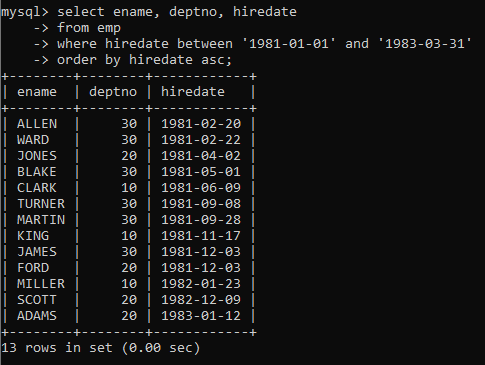 mysql> select ename, deptno, hiredate
    -> from emp
    -> where hiredate between '1981-01-01' and '1983-03-31'
    -> order by hiredate asc;
+--------+--------+------------+
| ename  | deptno | hiredate   |
+--------+--------+------------+
| ALLEN  |     30 | 1981-02-20 |
| WARD   |     30 | 1981-02-22 |
| JONES  |     20 | 1981-04-02 |
| BLAKE  |     30 | 1981-05-01 |
| CLARK  |     10 | 1981-06-09 |
| TURNER |     30 | 1981-09-08 |
| MARTIN |     30 | 1981-09-28 |
| KING   |     10 | 1981-11-17 |
| JAMES  |     30 | 1981-12-03 |
| FORD   |     20 | 1981-12-03 |
| MILLER |     10 | 1982-01-23 |
| SCOTT  |     20 | 1982-12-09 |
| ADAMS  |     20 | 1983-01-12 |
+--------+--------+------------+
13 rows in set (0.00 sec)